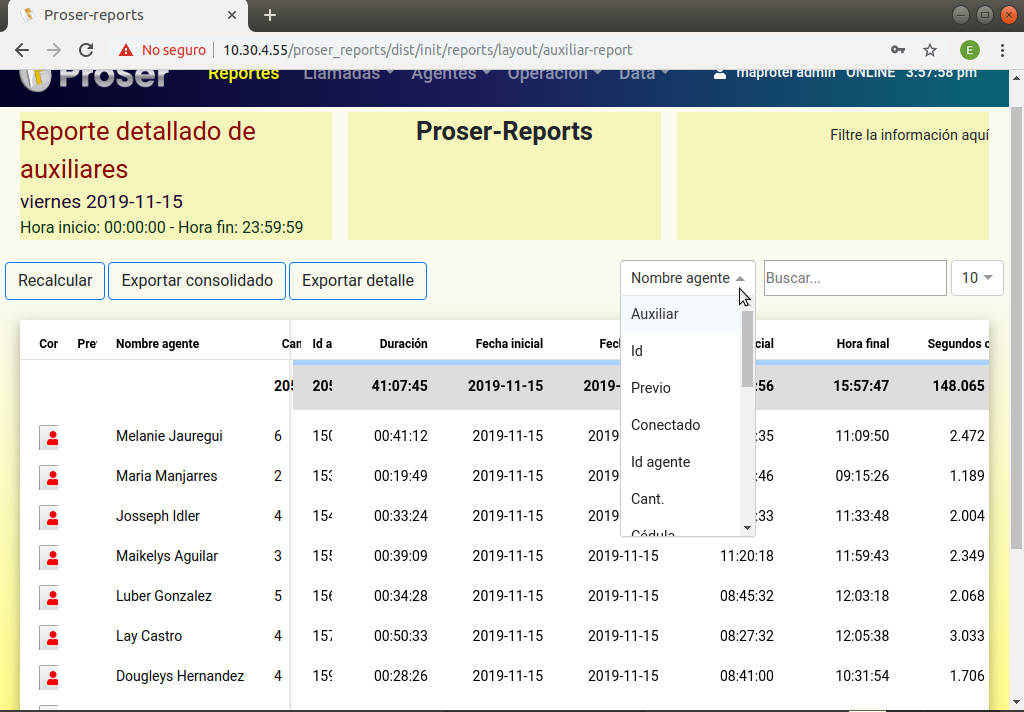 Proser-reports
No seguro 10.30.4.55/proser_reports/dist/init/reports/layout/auxiliar-report E
ProSer Reportes Llamadas Agentes Operación Data maprotel admin ONLINE 3:57:58 pm
Reporte detallado de
auxiliares
viernes 2019-11-15
Hora inicio: 00:00:00 - Hora fin: 23:59:59
Proser-Reports
Filtre la información aquí
Recalcular Exportar consolidado Exportar detalle Nombre agente Buscar... 10
Auxiliar
Id
Previo
Conectado
Id agente
Cant.
Cédula
Cor Pre Nombre agente Can Id a Duración Fecha inicial Fec cial Hora final Segundos c
205 205 41:07:45 2019-11-15 2019- :56 15:57:47 148.065
Melanie Jauregui 6 150 00:41:12 2019-11-15 2019 :35 11:09:50 2.472
Maria Manjarres 2 153 00:19:49 2019-11-15 2019 :46 09:15:26 1.189
Josseph Idler 4 154 00:33:24 2019-11-15 2019 :33 11:33:48 2.004
Maikelys Aguilar 3 155 00:39:09 2019-11-15 2019-11-15 11:20:18 11:59:43 2.349
Luber Gonzalez 5 156 00:34:28 2019-11-15 2019-11-15 08:45:32 12:03:18 2.068
Lay Castro 4 157 00:50:33 2019-11-15 2019-11-15 08:27:32 12:05:38 3.033
Dougleys Hernandez 4 159 00:28:26 2019-11-15 2019-11-15 08:41:00 10:31:54 1.706